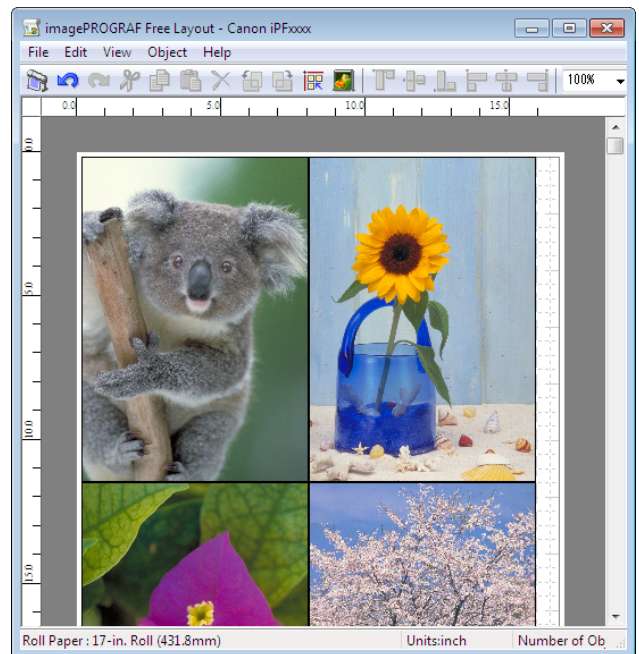 imagePROGRAF Free Layout - Canon iPFxxxx
File Edit View Object Help
100%
0.0 5.0 10.0 15.0
0.0
5.0
10.0
15.0
Roll Paper : 17-in. Roll (431.8mm) Units:inch Number of Ob